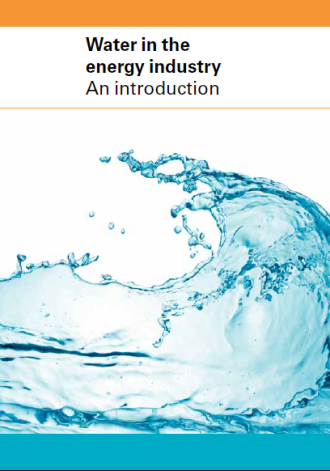 Water in the
energy industry
An introduction